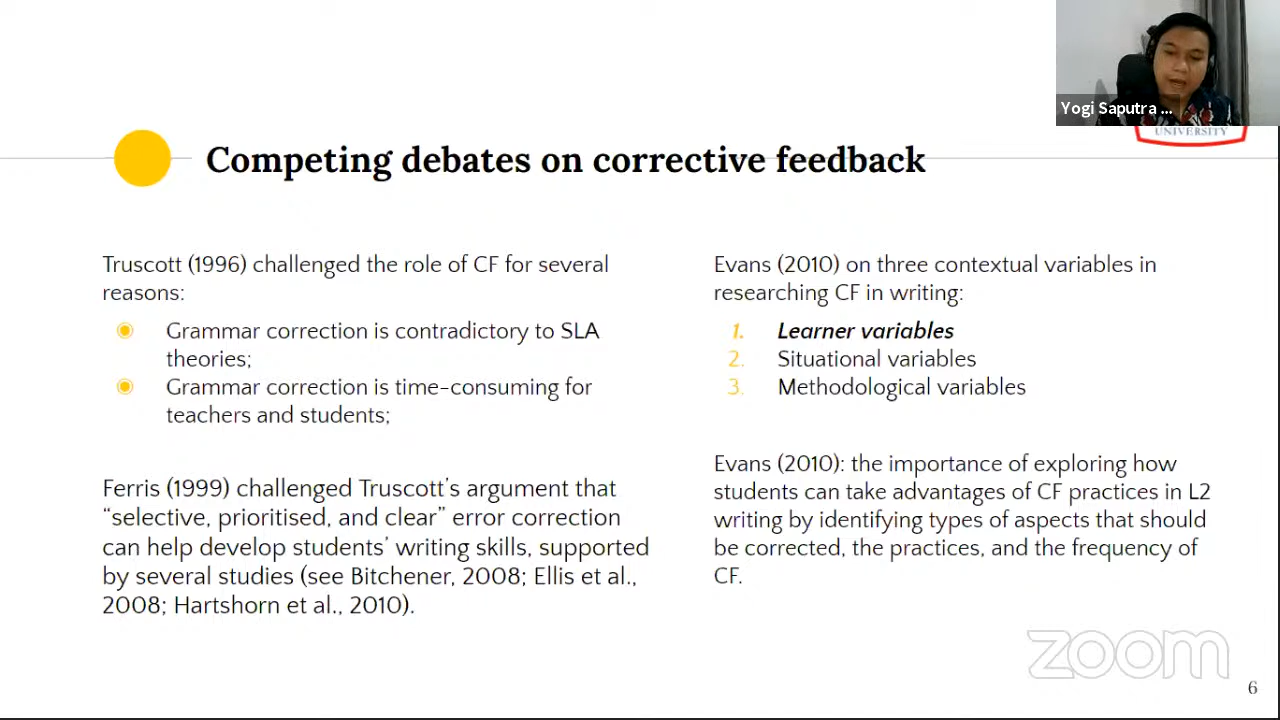 Yogi Saputra ...
UNIVERSITY
Competing debates on corrective feedback
Truscott (1996) challenged the role of CF for several
reasons:
Grammar correction is contradictory to SLA
theories;
Grammar correction is time-consuming for
teachers and students;
Ferris (1999) challenged Truscott's argument that
“selective, prioritised, and clear” error correction
can help develop students' writing skills, supported
by several studies (see Bitchener, 2008; Ellis et al.,
2008; Hartshorn et al., 2010).
Evans (2010) on three contextual variables in
researching CF in writing:
1. Learner variables
2. Situational variables
3. Methodological variables
Evans (2010): the importance of exploring how
students can take advantages of CF practices in L2
writing by identifying types of aspects that should
be corrected, the practices, and the frequency of
CF.
zoom
6